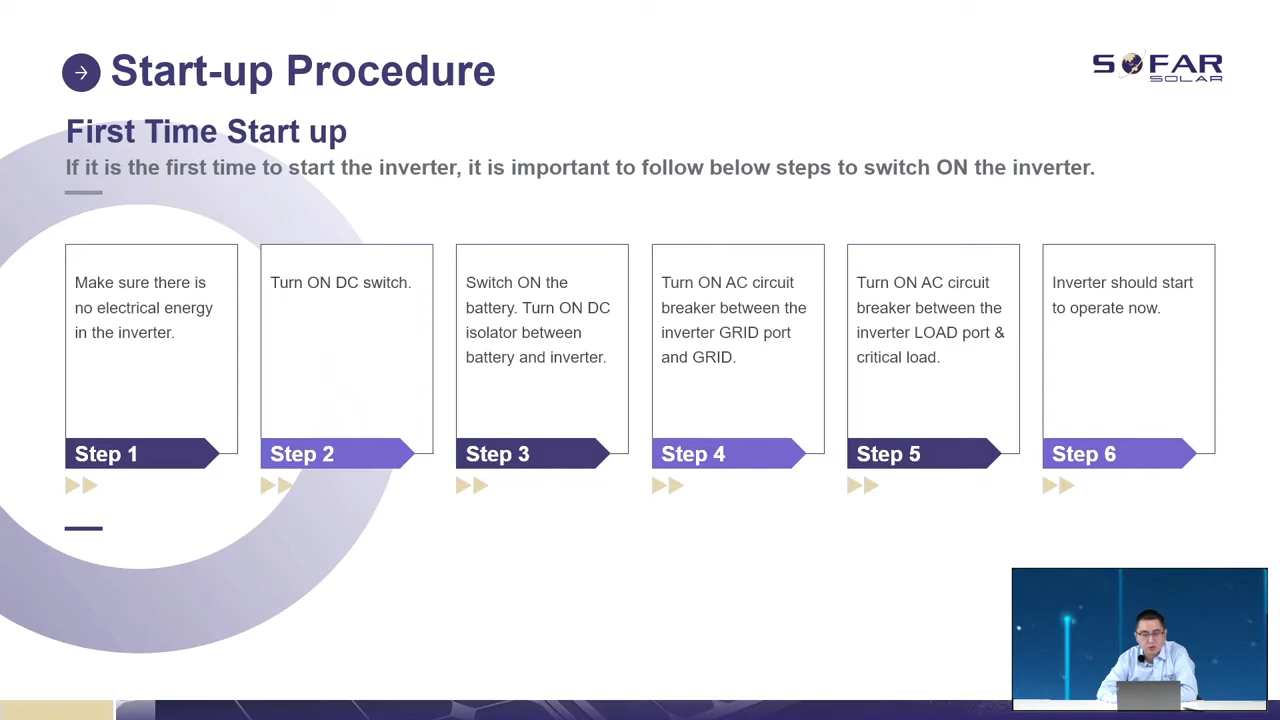 Start-up Procedure
SOFAR
SOLAR
First Time Start up
If it is the first time to start the inverter, it is important to follow below steps to switch ON the inverter.
Make sure there is
no electrical energy
in the inverter.
Step 1
Turn ON DC switch.
Step 2
Switch ON the
battery. Turn ON DC
isolator between
battery and inverter.
Step 3
Turn ON AC circuit
breaker between the
inverter GRID port
and GRID.
Step 4
Turn ON AC circuit
breaker between the
inverter LOAD port &
critical load.
Step 5
Inverter should start
to operate now.
Step 6